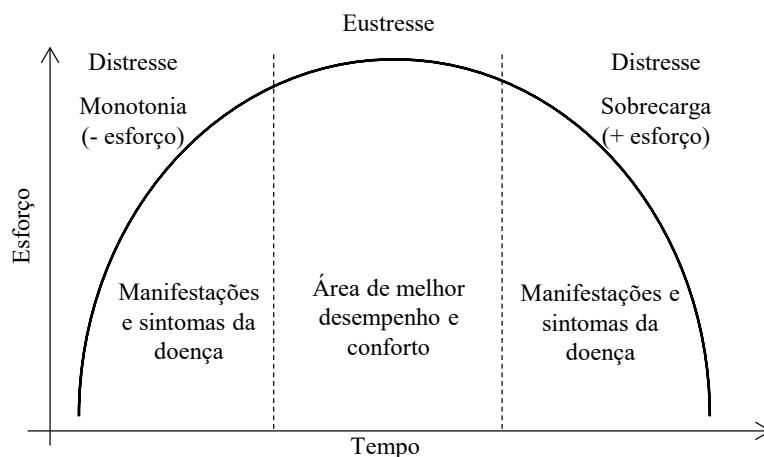 Eustresse
Distresse
Monotonia
(- esforço)
Distresse
Sobrecarga
(+ esforço)
Esforço
Manifestações
e sintomas da
doença
Área de melhor
desempenho e
conforto
Manifestações e
sintomas da
doença
Tempo